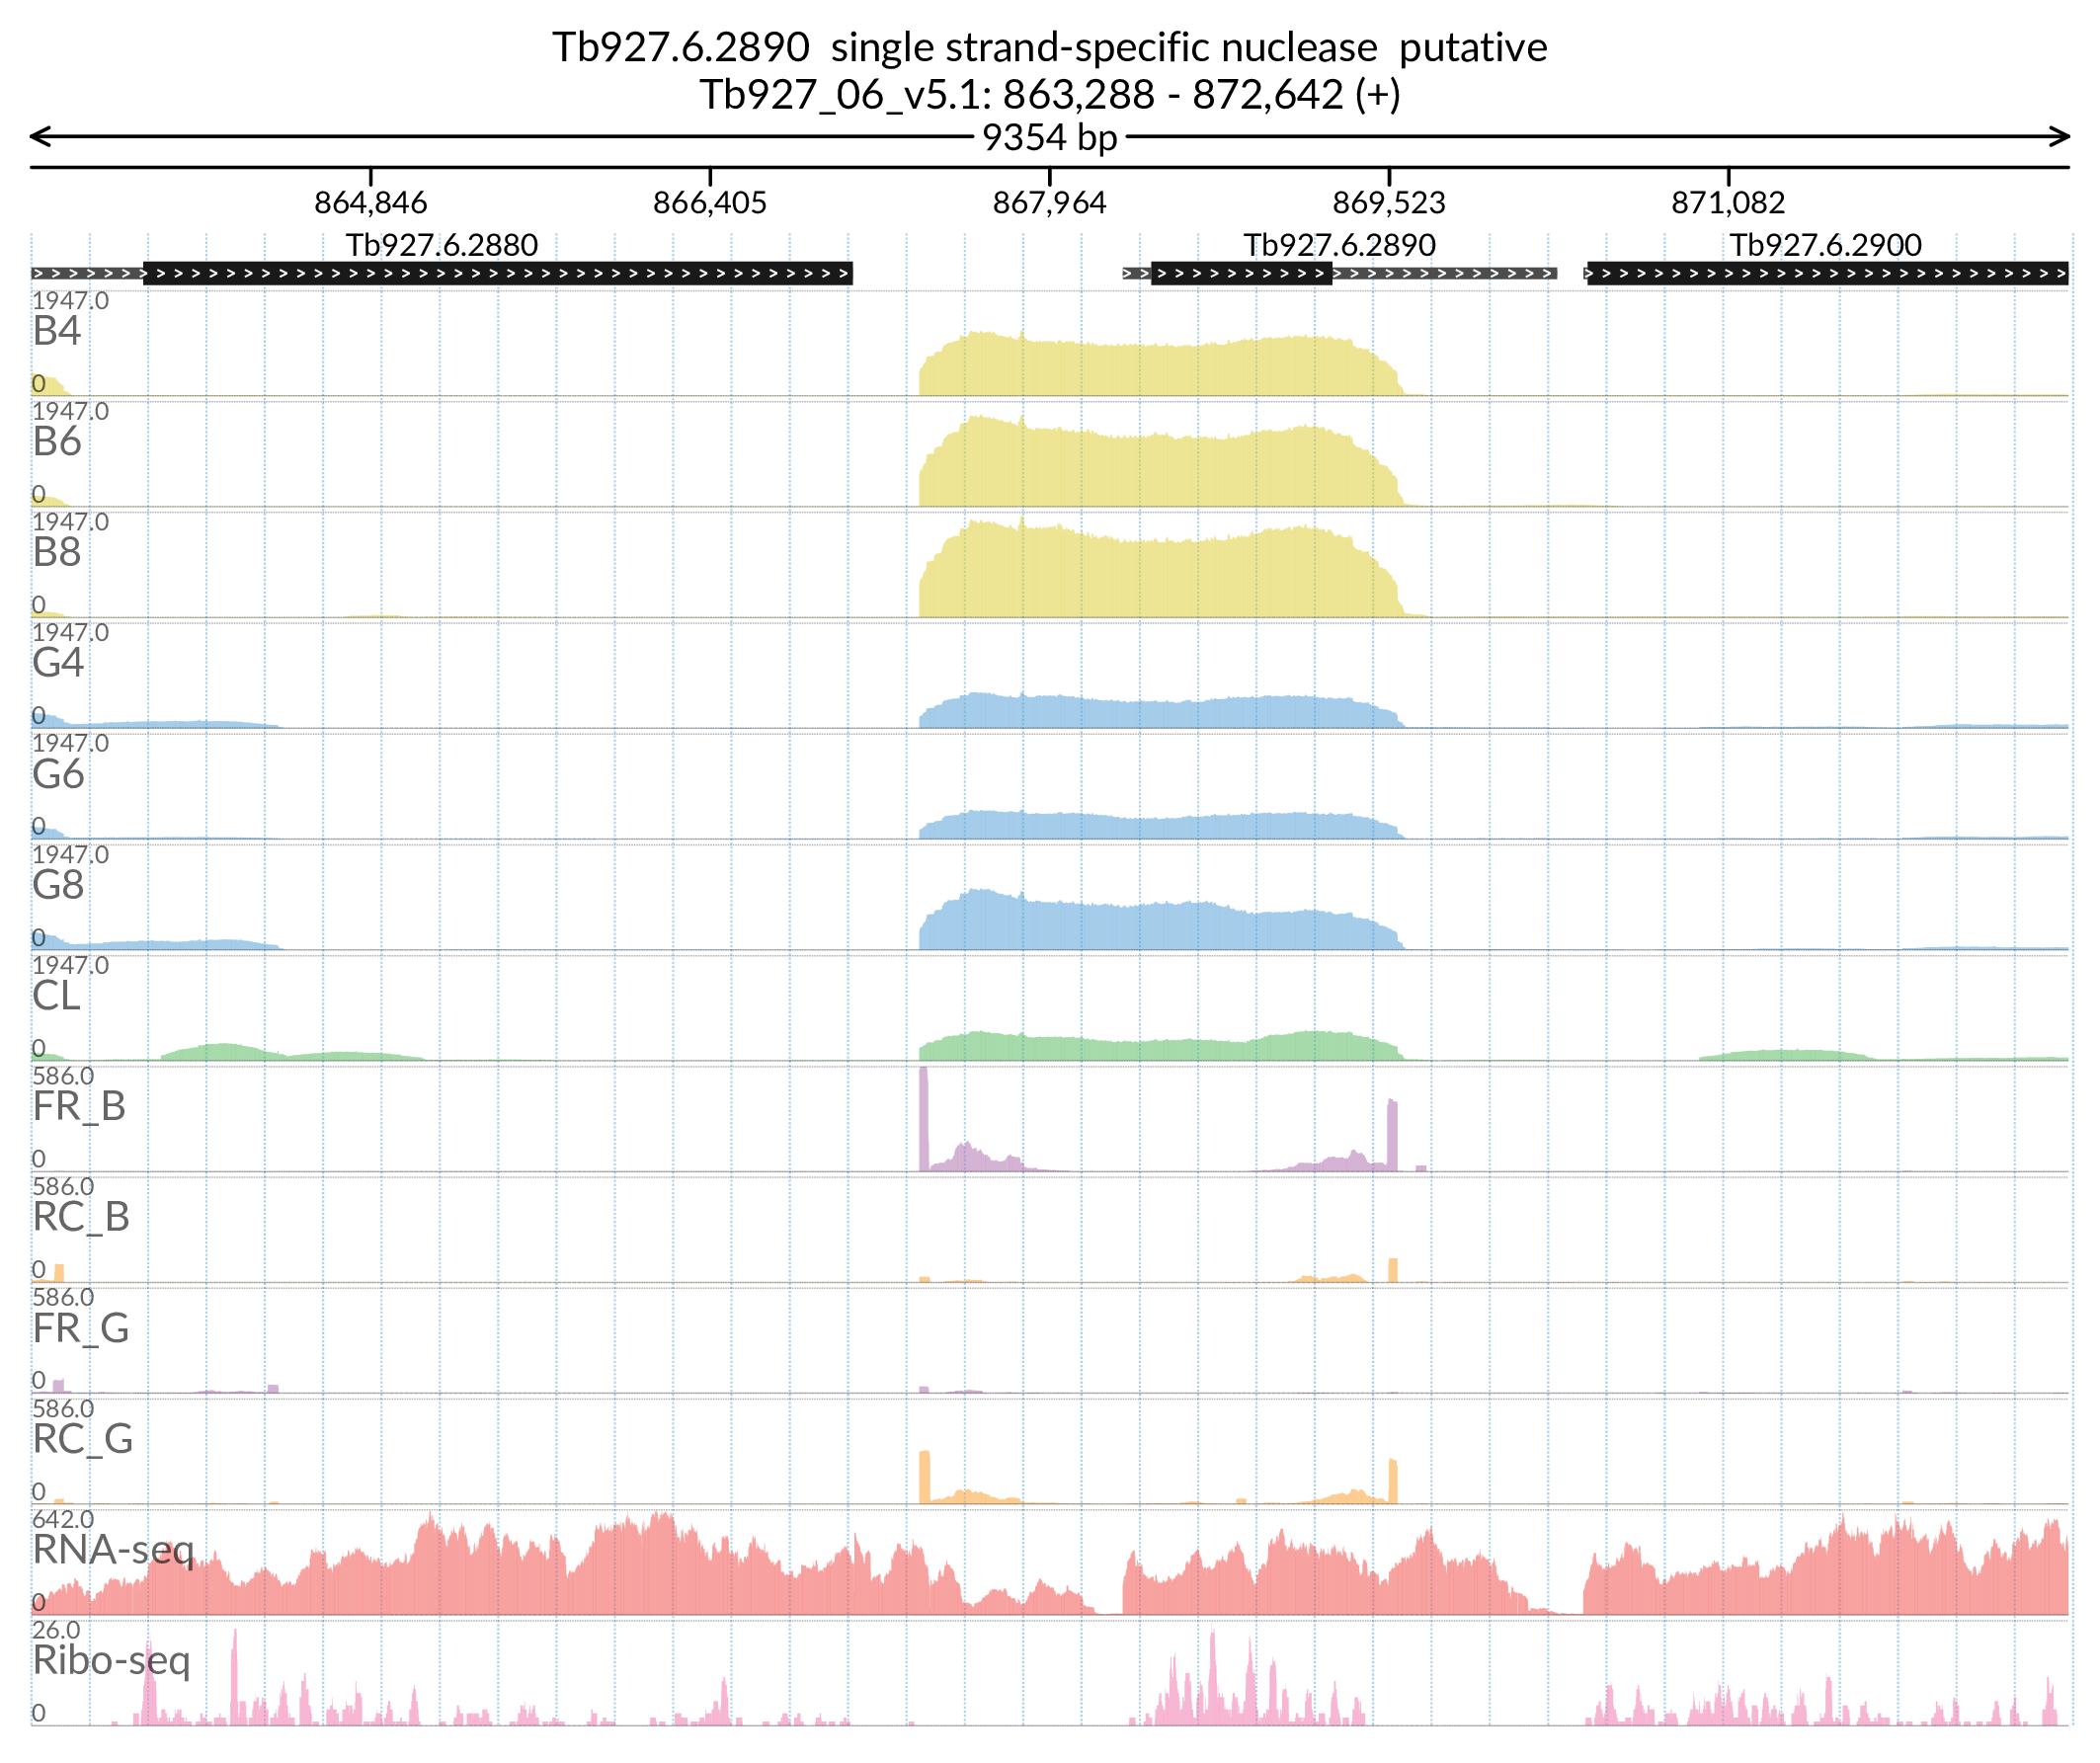 Tb927.6.2890  single strand-specific nuclease  putative
Tb927_06_v5.1: 863,288 - 872,642 (+)
9354 bp
864,846 866,405 867,964 869,523 871,082
Tb927.6.2880 Tb927.6.2890 Tb927.6.2900
1947.0
B4
0
1947.0
B6
0
1947.0
B8
0
1947.0
G4
0
1947.0
G6
0
1947.0
G8
0
1947.0
CL
0
586.0
FR_B
0
586.0
RC_B
0
586.0
FR_G
0
586.0
RC_G
0
642.0
RNA-seq
0
26.0
Ribo-seq
0